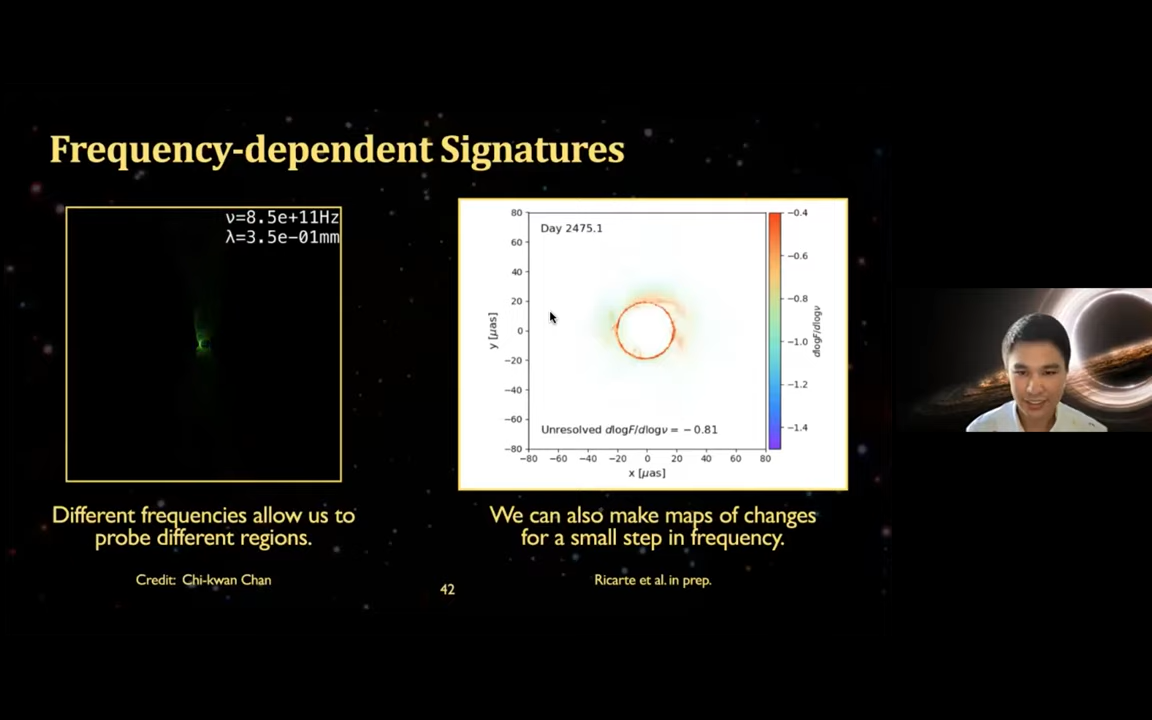 Frequency-dependent Signatures
ν=8.5e+11Hz
λ=3.5e-01mm
Different frequencies allow us to
probe different regions.
Credit: Chi-kwan Chan
80
60
40
20
0
−20
−40
−60
−80
y [μas]
Day 2475.1
Unresolved dlogF/dlogν = −0.81
−80 −60 −40 −20 0 20 40 60 80
x [μas]
−0.4
−0.6
−0.8
−1.0
−1.2
−1.4
dlogF/dlogν
We can also make maps of changes
for a small step in frequency.
Ricarte et al. in prep.
42